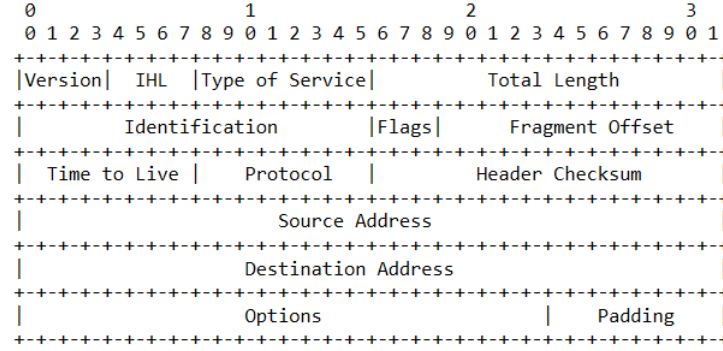 0                   1                   2                   3
0 1 2 3 4 5 6 7 8 9 0 1 2 3 4 5 6 7 8 9 0 1 2 3 4 5 6 7 8 9 0 1
+-+-+-+-+-+-+-+-+-+-+-+-+-+-+-+-+-+-+-+-+-+-+-+-+-+-+-+-+-+-+-+-
|Version|  IHL  |Type of Service|          Total Length         |
+-+-+-+-+-+-+-+-+-+-+-+-+-+-+-+-+-+-+-+-+-+-+-+-+-+-+-+-+-+-+-+-
|         Identification        |Flags|      Fragment Offset    |
+-+-+-+-+-+-+-+-+-+-+-+-+-+-+-+-+-+-+-+-+-+-+-+-+-+-+-+-+-+-+-+-
|  Time to Live |    Protocol   |         Header Checksum       |
+-+-+-+-+-+-+-+-+-+-+-+-+-+-+-+-+-+-+-+-+-+-+-+-+-+-+-+-+-+-+-+-
|                       Source Address                          |
+-+-+-+-+-+-+-+-+-+-+-+-+-+-+-+-+-+-+-+-+-+-+-+-+-+-+-+-+-+-+-+-
|                    Destination Address                        |
+-+-+-+-+-+-+-+-+-+-+-+-+-+-+-+-+-+-+-+-+-+-+-+-+-+-+-+-+-+-+-+-
|                    Options                    |    Padding    |
+-+-+-+-+-+-+-+-+-+-+-+-+-+-+-+-+-+-+-+-+-+-+-+-+-+-+-+-+-+-+-+-